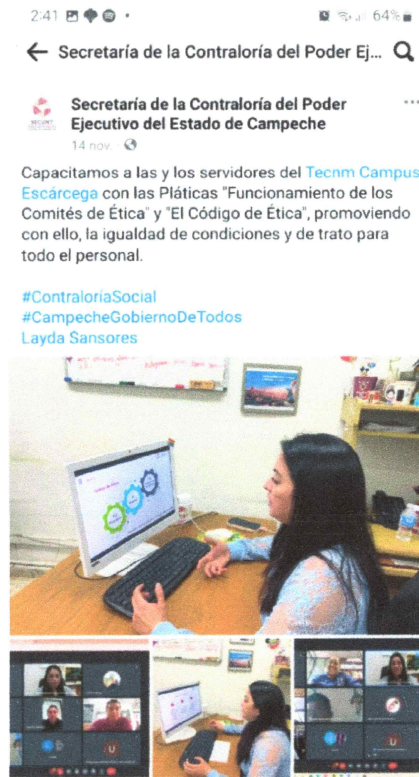 2:41
64%
Secretaría de la Contraloría del Poder Ej...
Secretaría de la Contraloría del Poder
Ejecutivo del Estado de Campeche
14 nov.
Capacitamos a las y los servidores del Tecnm Campus
Escárcega con las Pláticas "Funcionamiento de los
Comités de Ética" y "El Código de Ética", promoviendo
con ello, la igualdad de condiciones y de trato para
todo el personal.
#ContraloríaSocial
#CampecheGobiernoDeTodos
Layda Sansores